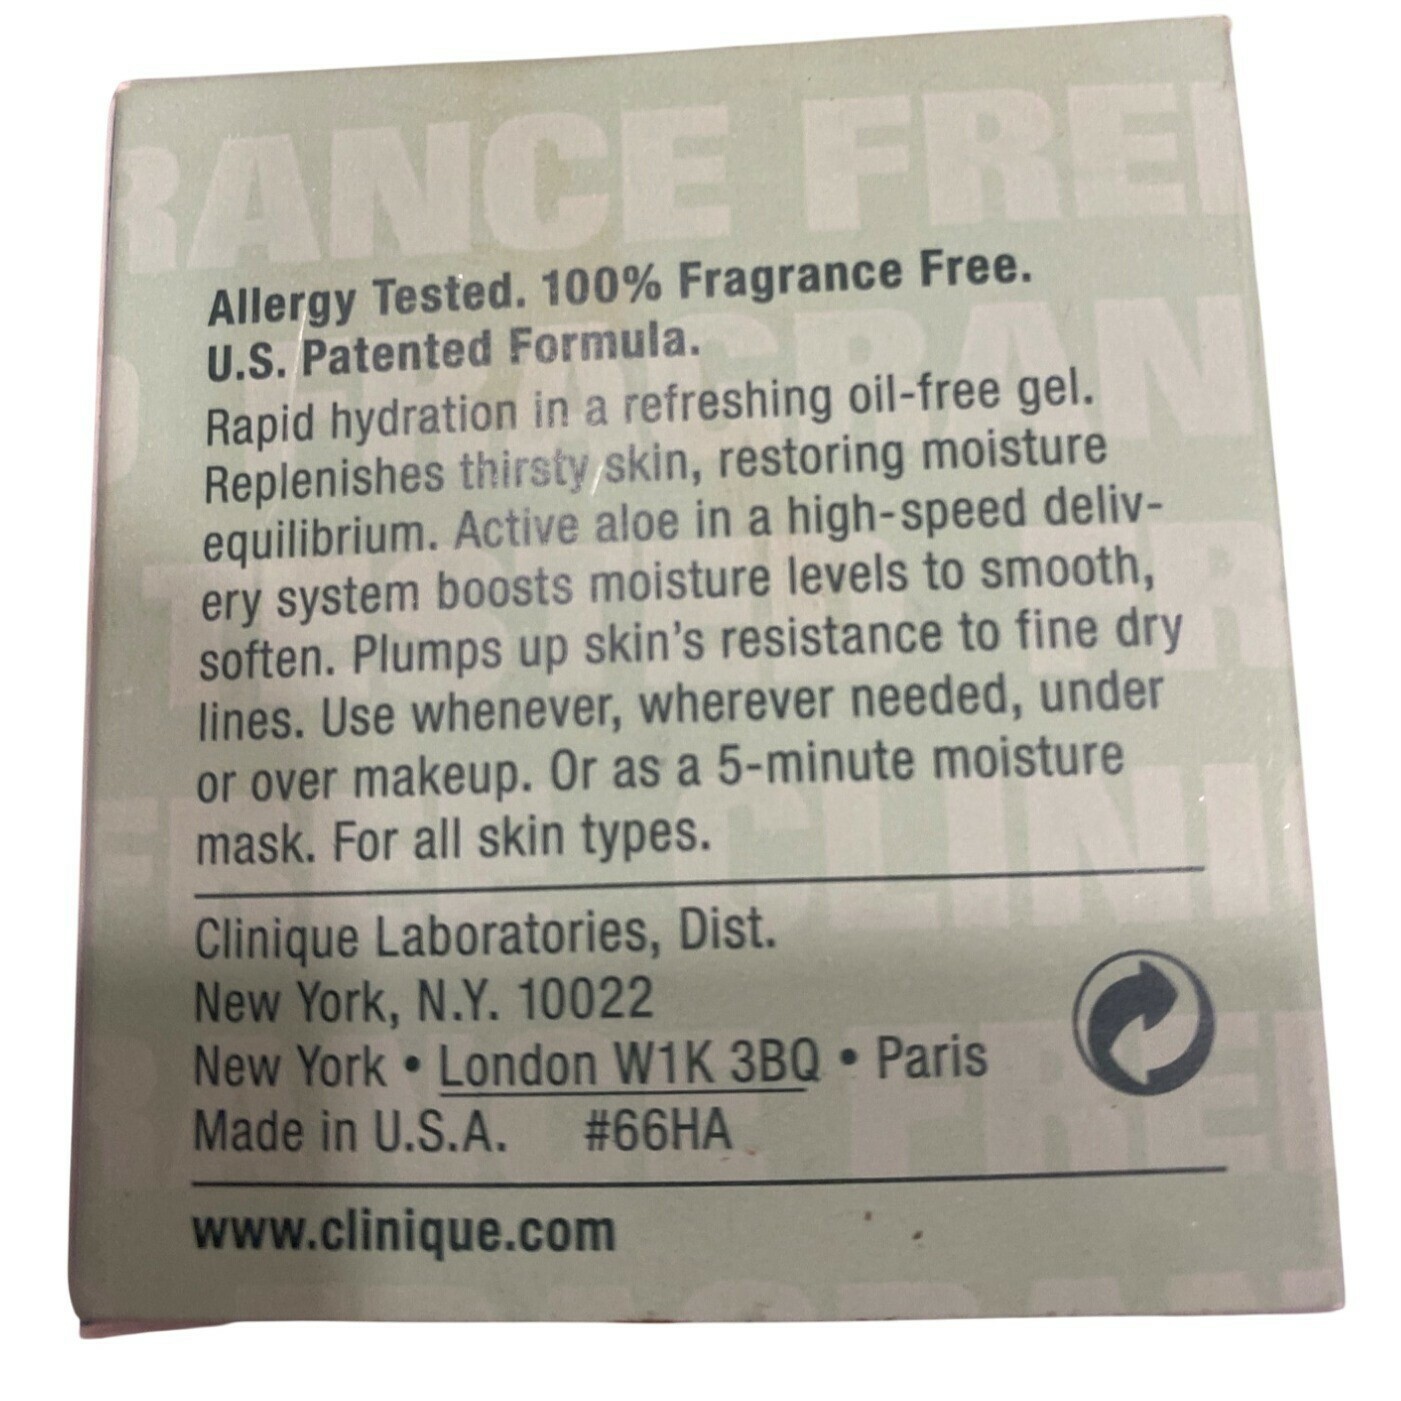 RANCE FREE
Allergy Tested. 100% Fragrance Free.
U.S. Patented Formula.
Rapid hydration in a refreshing oil-free gel.
Replenishes thirsty skin, restoring moisture
equilibrium. Active aloe in a high-speed deliv-
ery system boosts moisture levels to smooth,
soften. Plumps up skin's resistance to fine dry
lines. Use whenever, wherever needed, under
or over makeup. Or as a 5-minute moisture
mask. For all skin types.
Clinique Laboratories, Dist.
New York, N.Y. 10022
New York • London W1K 3BQ • Paris
Made in U.S.A. #66HA
www.clinique.com